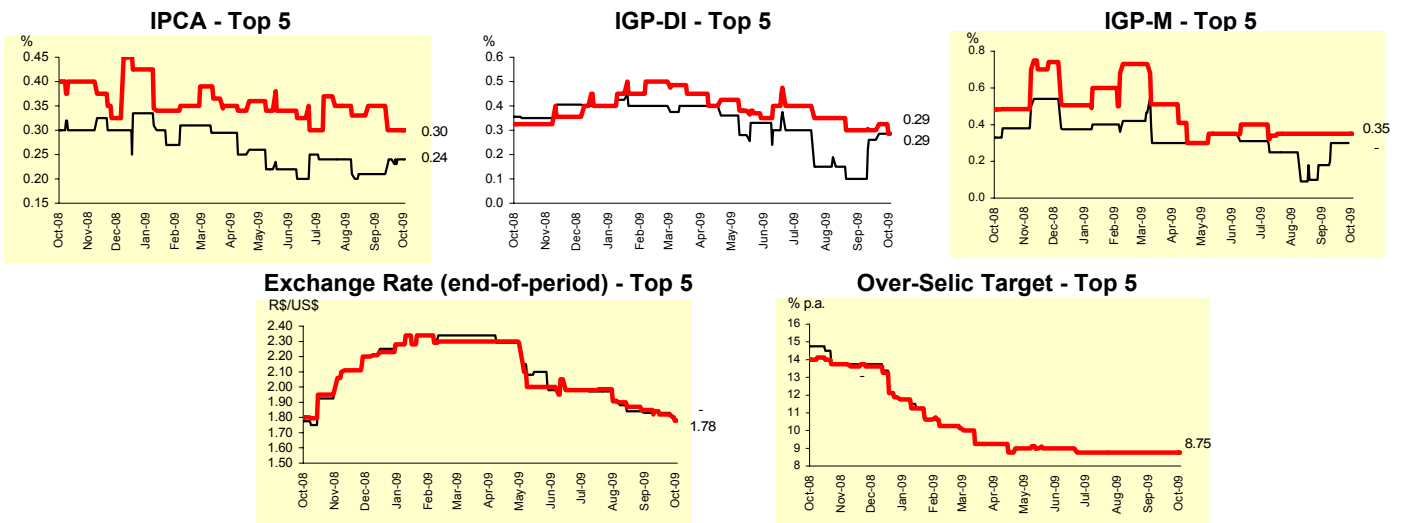 IPCA - Top 5
%
0.45
0.40
0.35
0.30
0.25
0.20
0.15
0.30
0.24
Oct-08
Nov-08
Dec-08
Jan-09
Feb-09
Mar-09
Apr-09
May-09
Jun-09
Jul-09
Aug-09
Sep-09
Oct-09
IGP-DI - Top 5
%
0.6
0.5
0.4
0.3
0.2
0.1
0.0
0.29
0.29
Oct-08
Nov-08
Dec-08
Jan-09
Feb-09
Mar-09
Apr-09
May-09
Jun-09
Jul-09
Aug-09
Sep-09
Oct-09
IGP-M - Top 5
%
0.8
0.6
0.4
0.2
0.0
0.35
-
Oct-08
Nov-08
Dec-08
Jan-09
Feb-09
Mar-09
Apr-09
May-09
Jun-09
Jul-09
Aug-09
Sep-09
Oct-09
Exchange Rate (end-of-period) - Top 5
R$/US$
2.40
2.30
2.20
2.10
2.00
1.90
1.80
1.70
1.60
1.50
-
1.78
Oct-08
Nov-08
Dec-08
Jan-09
Feb-09
Mar-09
Apr-09
May-09
Jun-09
Jul-09
Aug-09
Sep-09
Oct-09
Over-Selic Target - Top 5
% p.a.
16
15
14
13
12
11
10
9
8
-
8.75
Oct-08
Nov-08
Dec-08
Jan-09
Feb-09
Mar-09
Apr-09
May-09
Jun-09
Jul-09
Aug-09
Sep-09
Oct-09